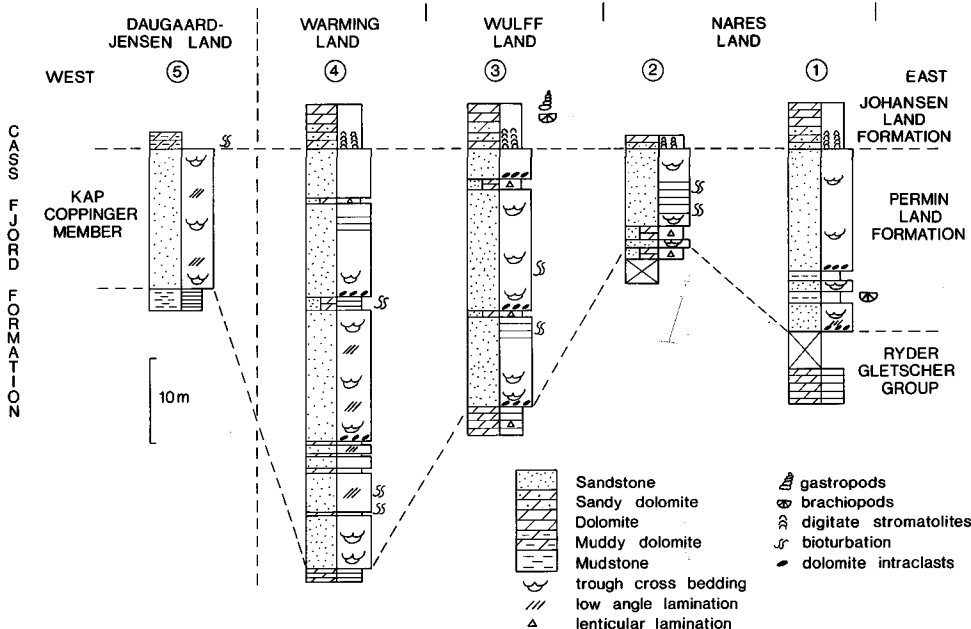 DAUGAARD-
JENSEN LAND
WARMING
LAND
WULFF
LAND
NARES
LAND
WEST
5
4
3
2
1
EAST
JOHANSEN
LAND
FORMATION
CASS FJORD FORMATION
KAP
COPPINGER
MEMBER
PERMIN
LAND
FORMATION
RYDER
GLETSCHER
GROUP
10m
Sandstone
Sandy dolomite
Dolomite
Muddy dolomite
Mudstone
trough cross bedding
low angle lamination
lenticular lamination
gastropods
brachiopods
digitate stromatolites
bioturbation
dolomite intraclasts